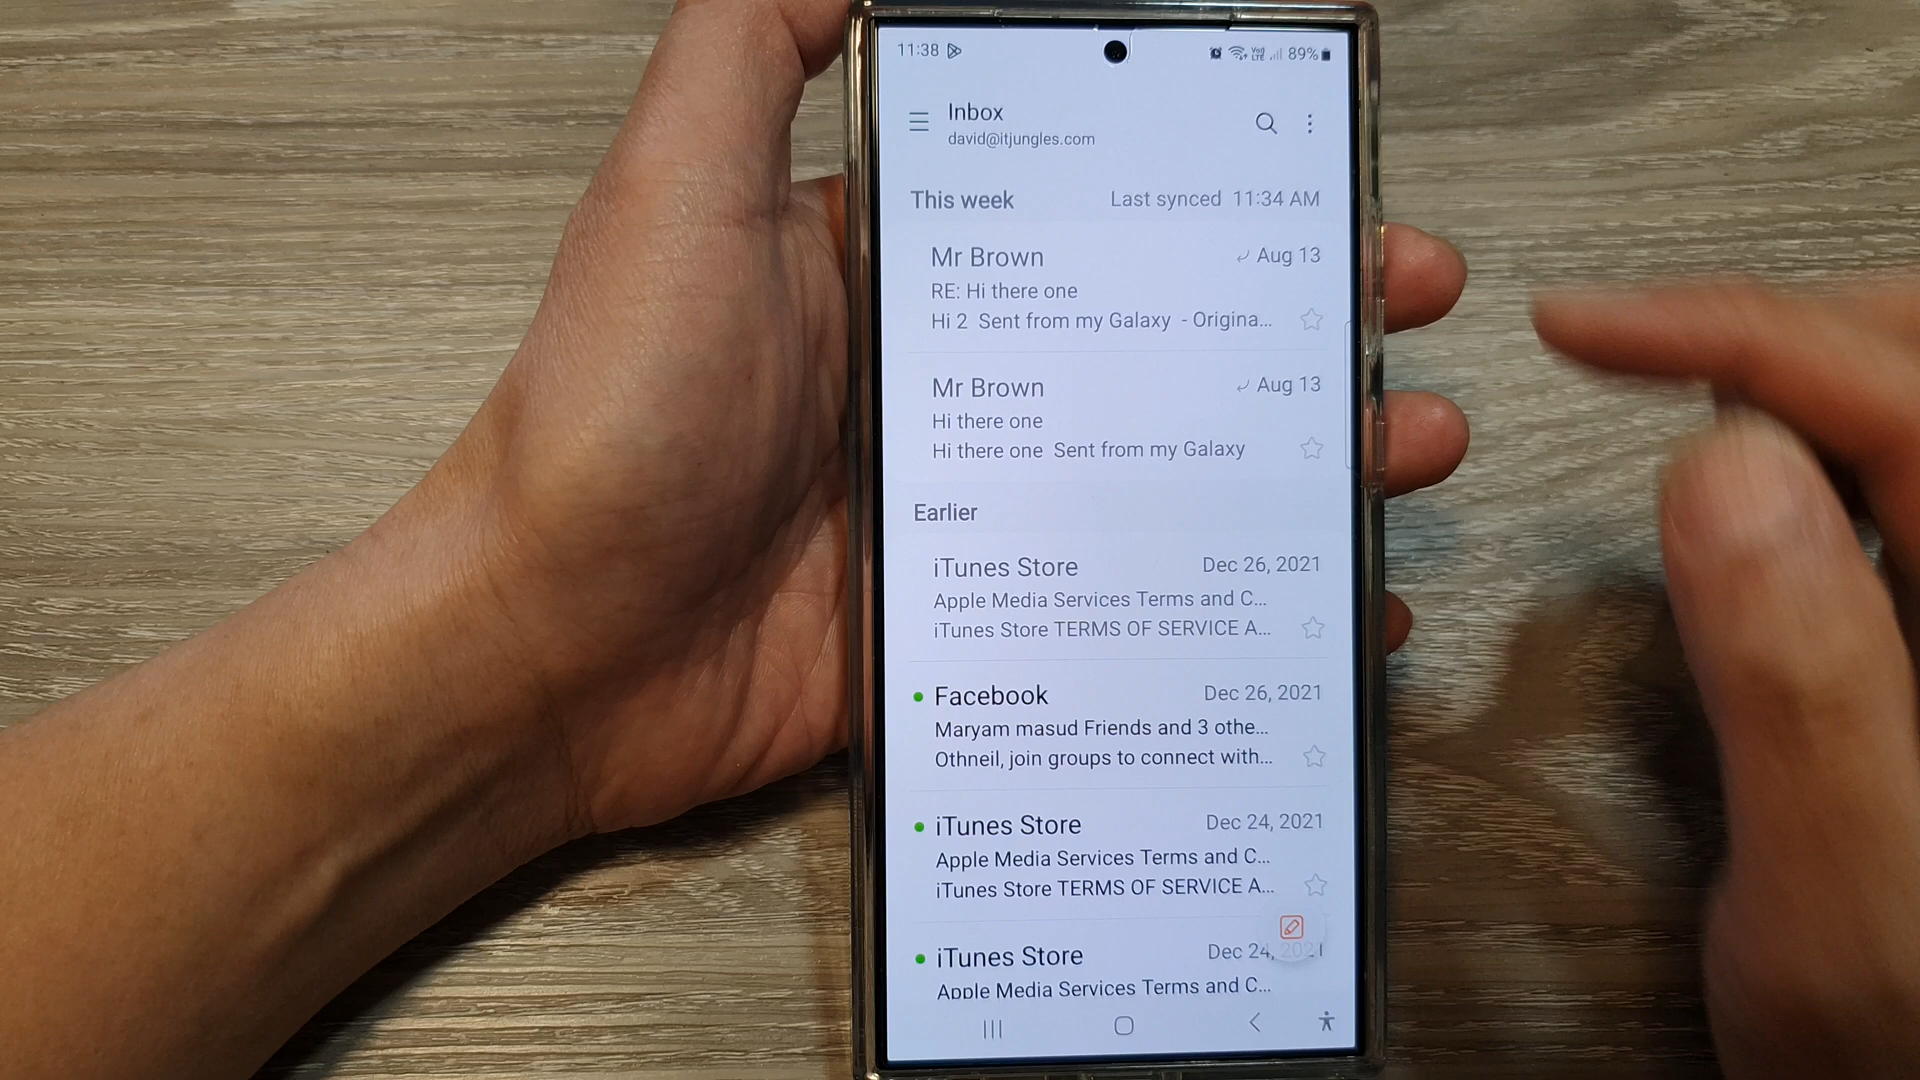 11:38
Vo) LTE 89%
Inbox
david@itjungles.com
This week Last synced 11:34 AM
Mr Brown Aug 13
RE: Hi there one
Hi 2 Sent from my Galaxy - Origina...
Mr Brown Aug 13
Hi there one
Hi there one Sent from my Galaxy
Earlier
iTunes Store Dec 26, 2021
Apple Media Services Terms and C...
iTunes Store TERMS OF SERVICE A...
Facebook Dec 26, 2021
Maryam masud Friends and 3 othe...
Othneil, join groups to connect with...
iTunes Store Dec 24, 2021
Apple Media Services Terms and C...
iTunes Store TERMS OF SERVICE A...
iTunes Store Dec 24, 2021
Apple Media Services Terms and C...